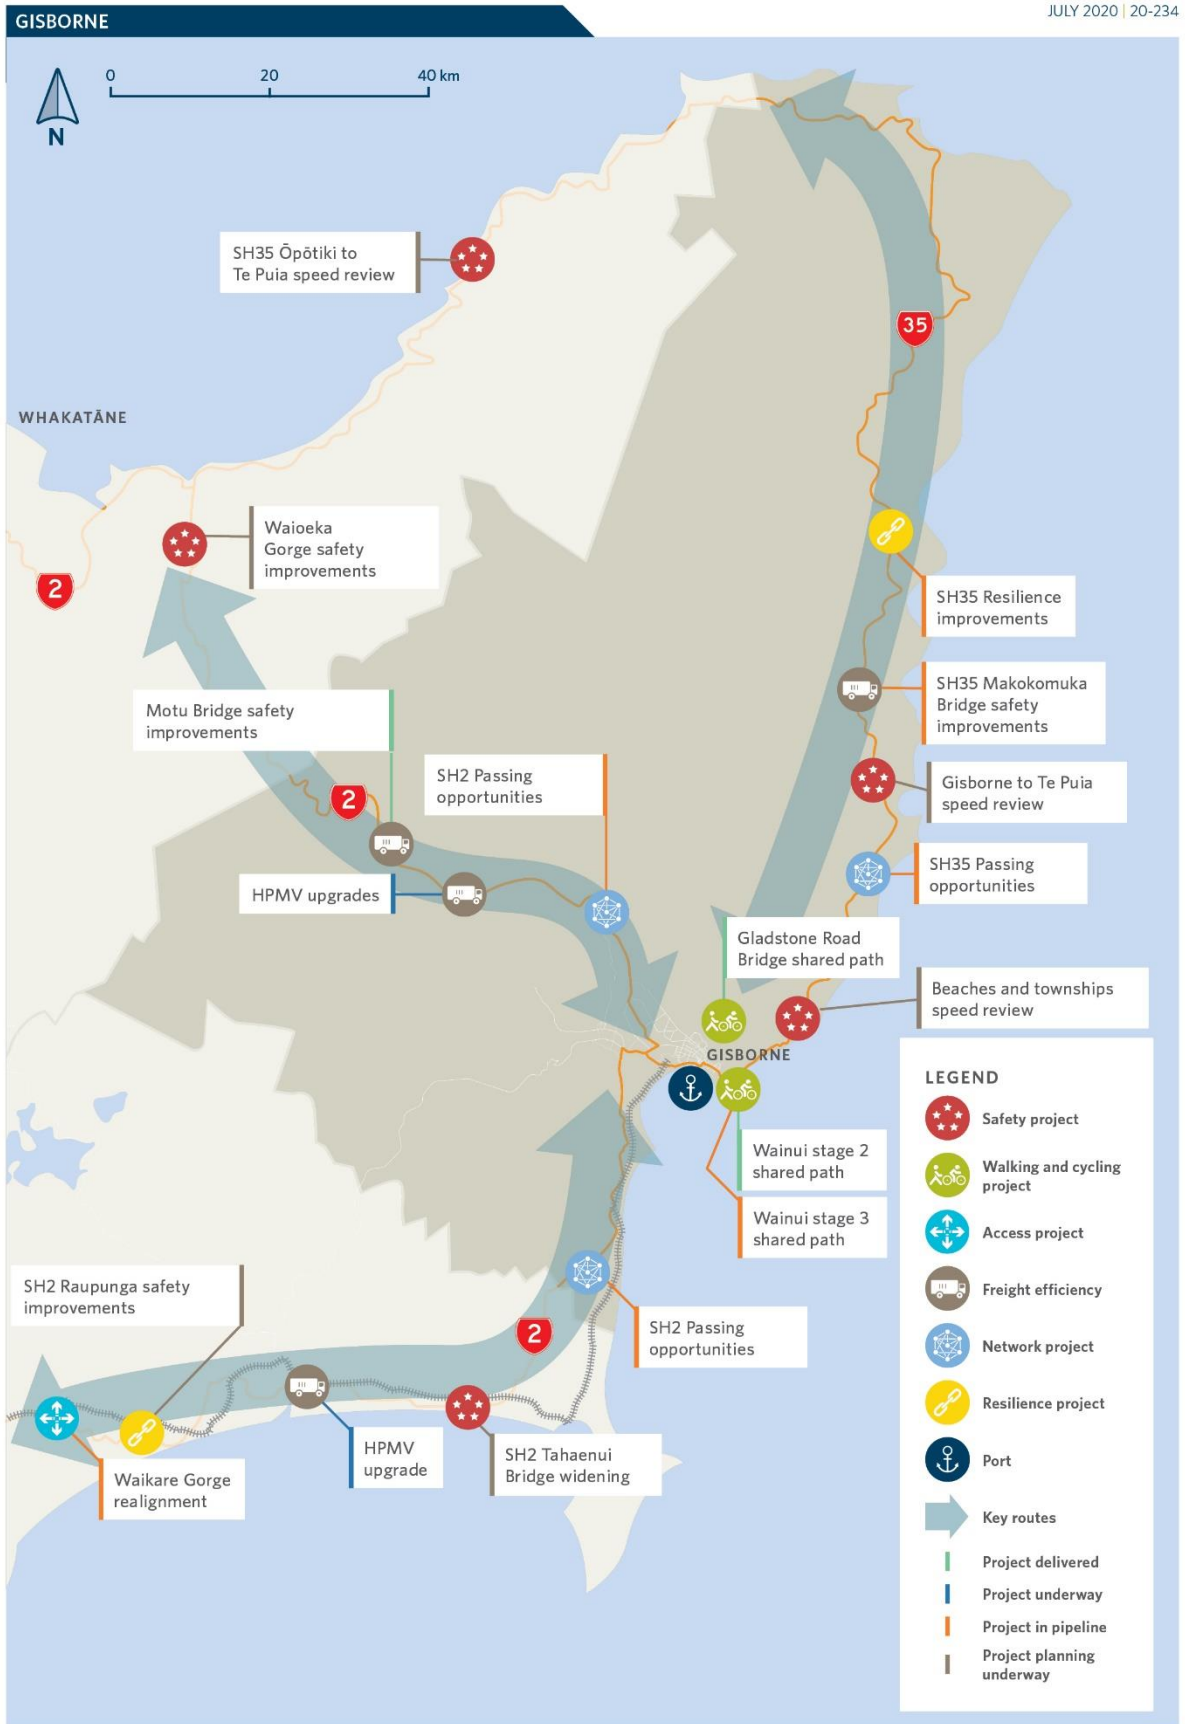 GISBORNE
JULY 2020 | 20-234
0 20 40 km
N
SH35 Ōpōtiki to
Te Puia speed review
35
WHAKATĀNE
Waioeka
Gorge safety
improvements
2
SH35 Resilience
improvements
SH35 Makokomuka
Bridge safety
improvements
Motu Bridge safety
improvements
SH2 Passing
opportunities
Gisborne to Te Puia
speed review
2
SH35 Passing
opportunities
HPMV upgrades
Gladstone Road
Bridge shared path
Beaches and townships
speed review
GISBORNE
Wainui stage 2
shared path
Wainui stage 3
shared path
SH2 Raupunga safety
improvements
SH2 Passing
opportunities
2
HPMV
upgrade
SH2 Tahaenui
Bridge widening
Waikare Gorge
realignment
LEGEND
Safety project
Walking and cycling
project
Access project
Freight efficiency
Network project
Resilience project
Port
Key routes
Project delivered
Project underway
Project in pipeline
Project planning
underway